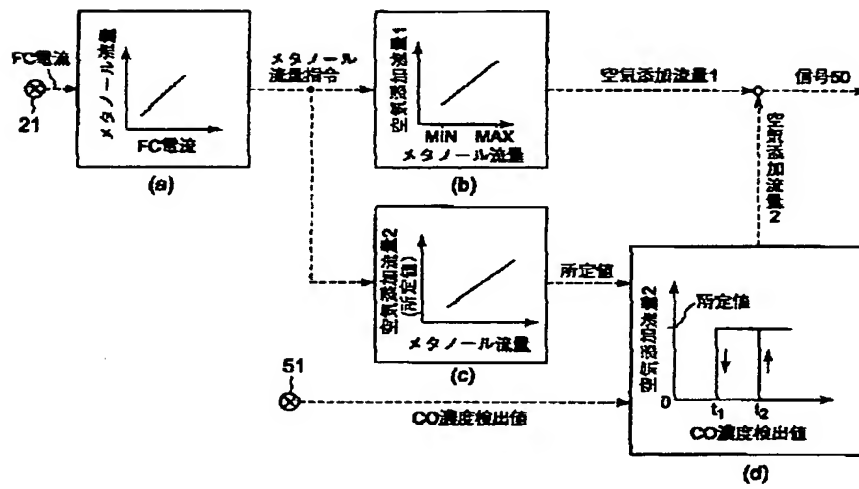 FC電流
21
メタノール流量
FC電流
(a)
メタノール
流量指令
空気添加流量1
MiN MAX
メタノール流量
(b)
空気添加流量1
信号50
空気添加流量2
空気添加流量2
(所定値)
メタノール流量
(c)
所定値
51
CO濃度検出値
空気添加流量2
所定値
0
t1 t2
CO濃度検出値
(d)